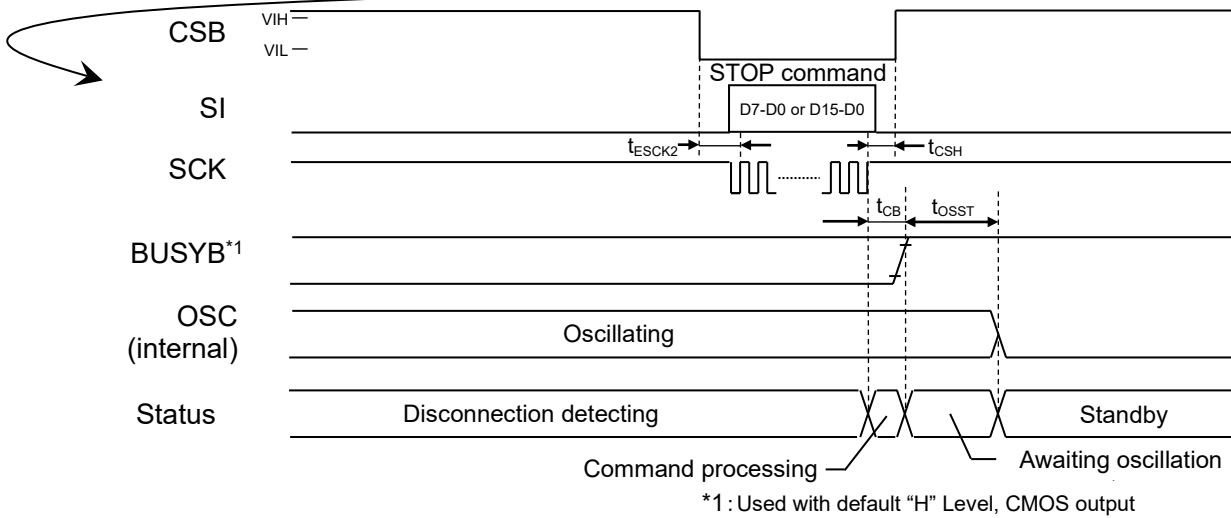 CSB
VIH
VIL
STOP command
SI
D7-D0 or D15-D0
tESCK2
tCSH
SCK
tCB
tOSST
BUSYB*1
OSC
(internal)
Oscillating
Status
Disconnection detecting
Standby
Command processing
Awaiting oscillation
*1: Used with default “H” Level, CMOS output